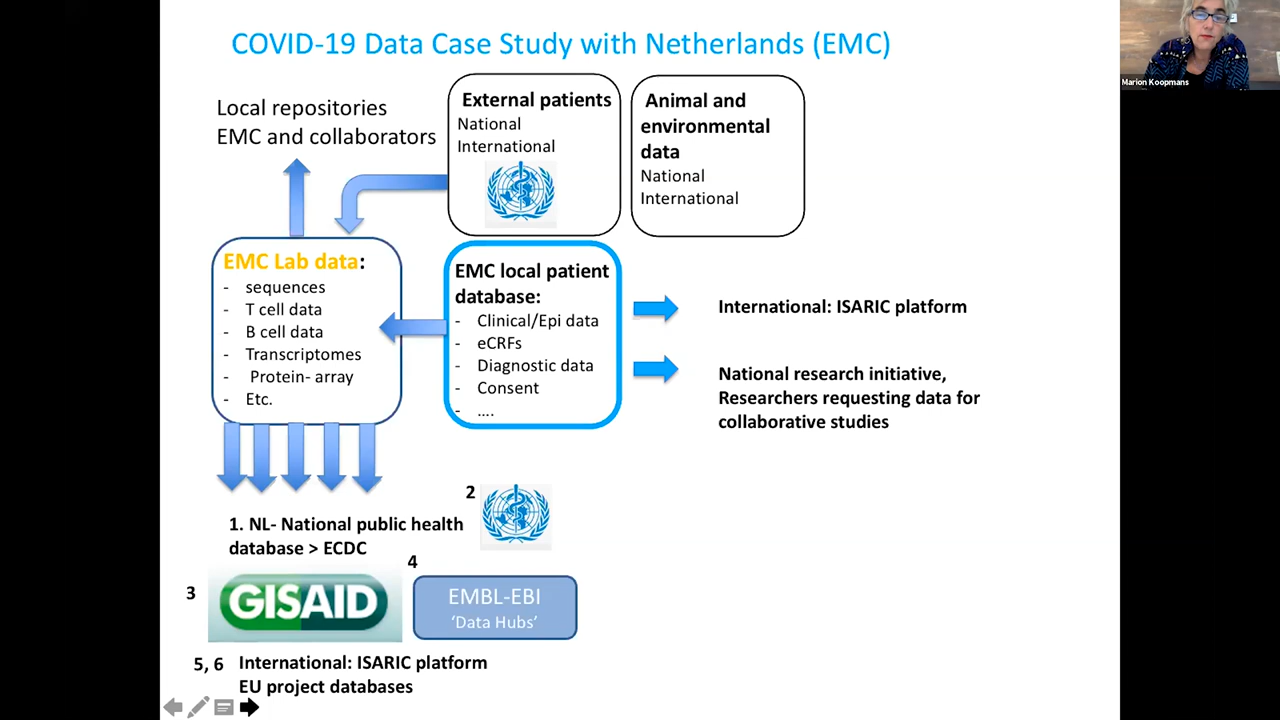 COVID-19 Data Case Study with Netherlands (EMC)
Marion Koopmans
Local repositories
EMC and collaborators
External patients
National
International
Animal and
environmental
data
National
International
EMC Lab data:
- sequences
- T cell data
- B cell data
- Transcriptomes
- Protein- array
- Etc.
EMC local patient
database:
- Clinical/Epi data
- eCRFs
- Diagnostic data
- Consent
- ....
International: ISARIC platform
National research initiative,
Researchers requesting data for
collaborative studies
1. NL- National public health
database > ECDC
2
3
GISAID
4
EMBL-EBI
‘Data Hubs’
5, 6 International: ISARIC platform
EU project databases